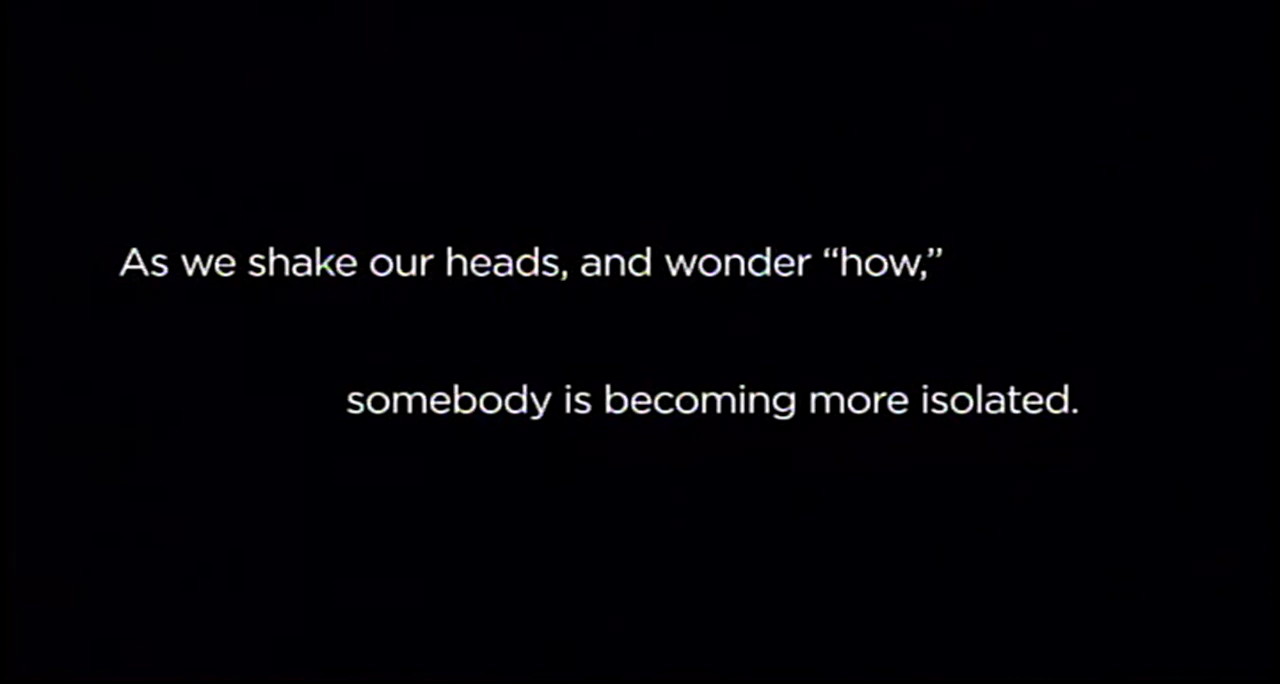 As we shake our heads, and wonder “how,”
somebody is becoming more isolated.